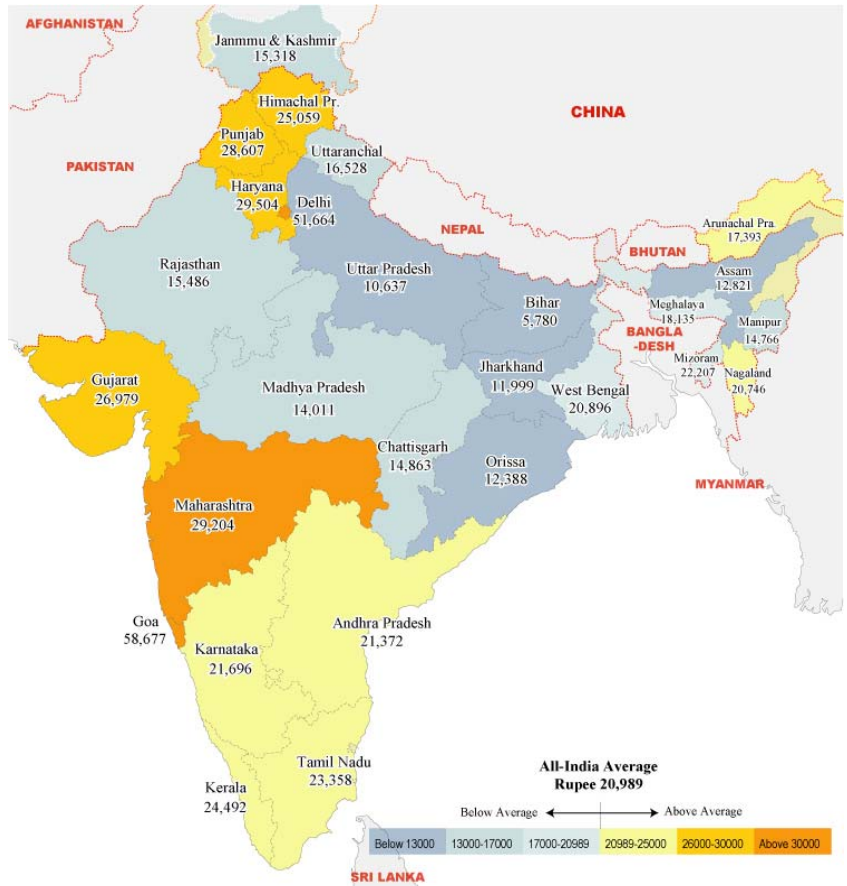 AFGHANISTAN
Janmmu & Kashmir
15,318
Himachal Pr.
25,059
CHINA
Punjab
28,607
Uttaranchal
16,528
PAKISTAN
Haryana
29,504
Delhi
51,664
NEPAL
Arunachal Pra.
17,393
BHUTAN
Rajasthan
15,486
Uttar Pradesh
10,637
Assam
12,821
Bihar
5,780
Meghalaya
18,135
Manipur
14,766
BANGLA
-DESH
Mizoram
22,207
Nagaland
20,746
Gujarat
26,979
Madhya Pradesh
14,011
Jharkhand
11,999
West Bengal
20,896
Chattisgarh
14,863
Orissa
12,388
MYANMAR
Maharashtra
29,204
Goa
58,677
Karnataka
21,696
Andhra Pradesh
21,372
Tamil Nadu
23,358
Kerala
24,492
All-India Average
Rupee 20,989
Below Average
Above Average
Below 13000
13000-17000
17000-20989
20989-25000
26000-30000
Above 30000
SRI LANKA